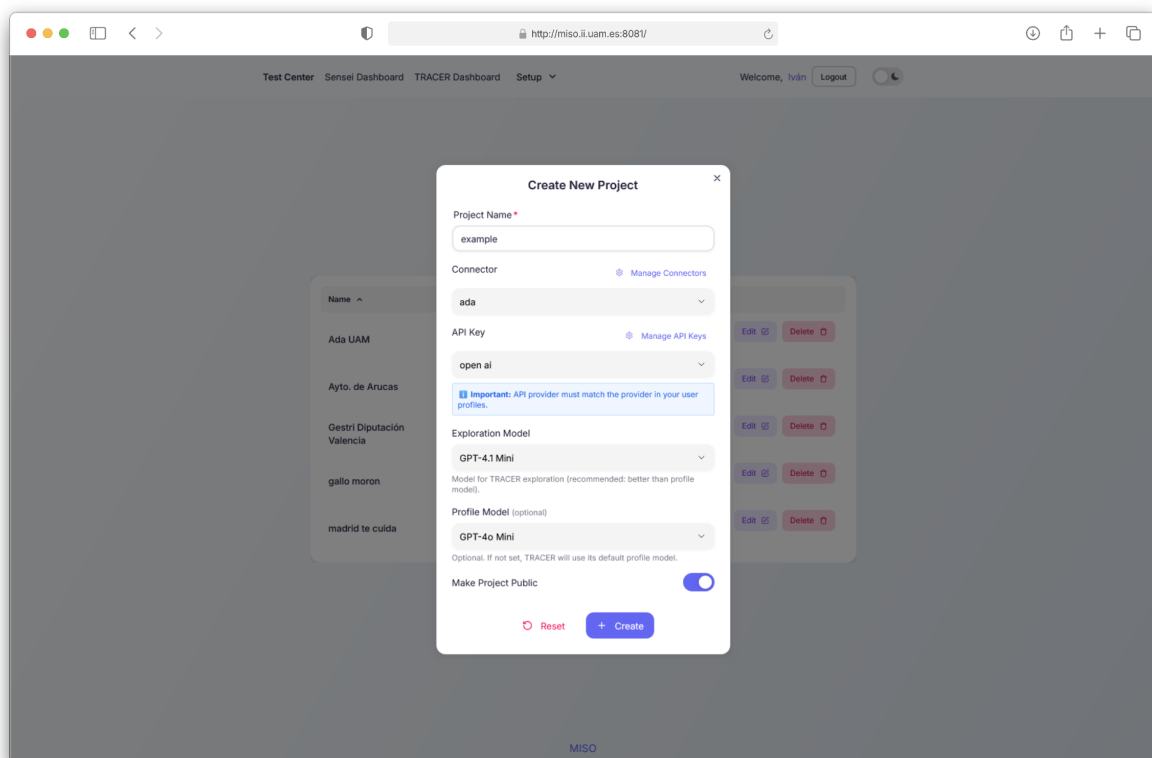 http://miso.ii.uam.es:8081/
Test Center Sensei Dashboard TRACER Dashboard Setup Welcome, Iván Logout
Create New Project
Project Name*
example
Connector Manage Connectors
ada
API Key Manage API Keys
open ai
Important: API provider must match the provider in your user
profiles.
Exploration Model
GPT-4.1 Mini
Model for TRACER exploration (recommended: better than profile
model).
Profile Model (optional)
GPT-4o Mini
Optional. If not set, TRACER will use its default profile model.
Make Project Public
Reset + Create
Name
Ada UAM Edit Delete
Ayto. de Arucas Edit Delete
Gestri Diputación
Valencia Edit Delete
gallo moron Edit Delete
madrid te cuida Edit Delete
MISO